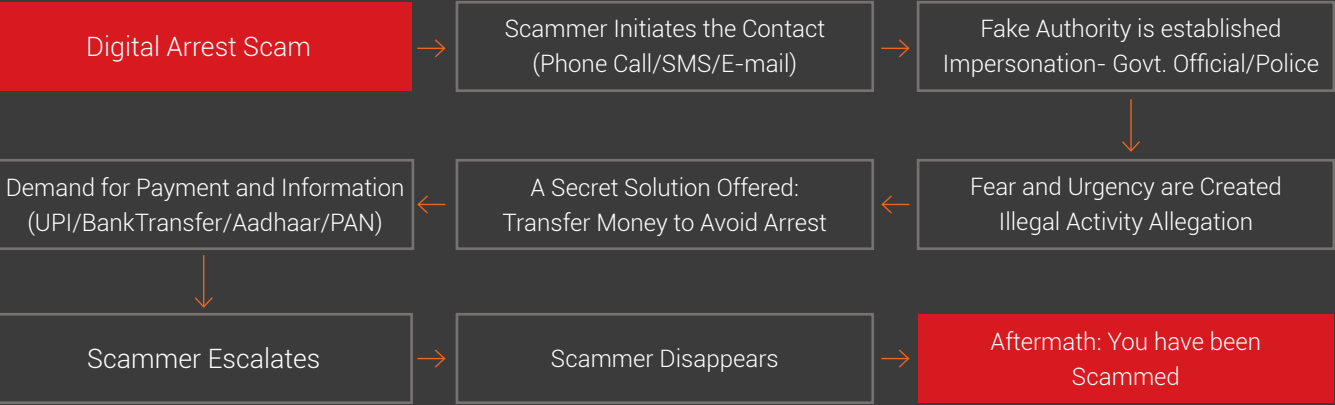 Digital Arrest Scam
Scammer Initiates the Contact
(Phone Call/SMS/E-mail)
Fake Authority is established
Impersonation- Govt. Official/Police
Fear and Urgency are Created
Illegal Activity Allegation
A Secret Solution Offered:
Transfer Money to Avoid Arrest
Demand for Payment and Information
(UPI/BankTransfer/Aadhaar/PAN)
Scammer Escalates
Scammer Disappears
Aftermath: You have been
Scammed